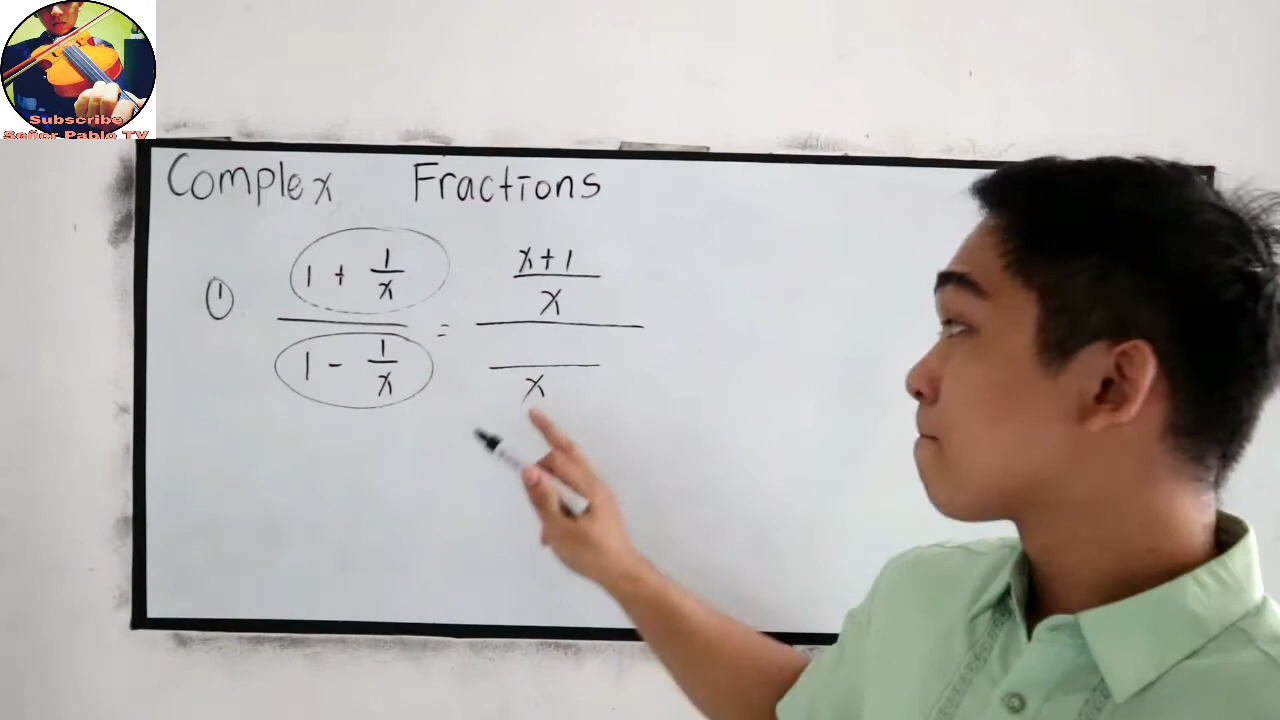 Subscribe
Señor Pablo TV
Complex Fractions
① 1 + 1/x = x+1
x
1 - 1/x
x